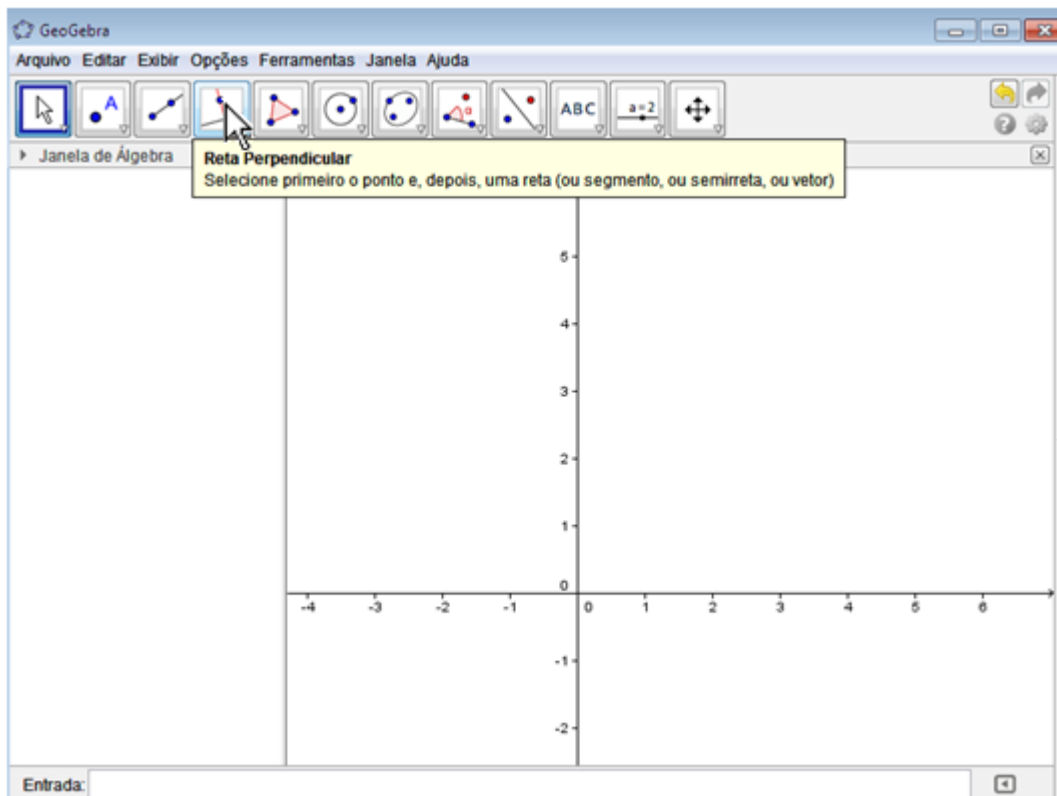 GeoGebra
Arquivo Editar Exibir Opções Ferramentas Janela Ajuda
A
α
ABC
a=2
Janela de Álgebra
Reta Perpendicular
Selecione primeiro o ponto e, depois, uma reta (ou segmento, ou semirreta, ou vetor)
5
4
3
2
1
0
-4 -3 -2 -1 0 1 2 3 4 5 6
-1
-2
Entrada: